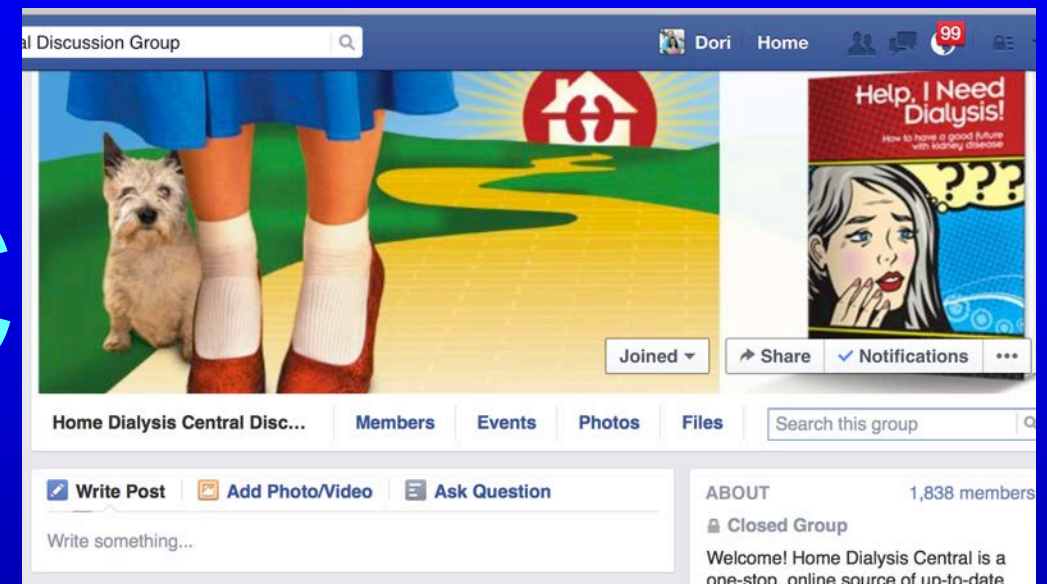 al Discussion Group
Dori Home 99
Help, I Need
Dialysis!
How to have a good future
with kidney disease
???
Joined Share Notifications ...
Home Dialysis Central Disc... Members Events Photos Files Search this group
Write Post Add Photo/Video Ask Question
Write something...
ABOUT 1,838 members
Closed Group
Welcome! Home Dialysis Central is a
one-stop, online source of up-to-date